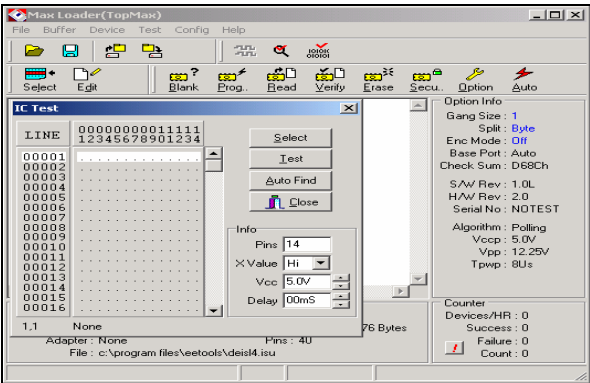 Max Loader(TopMax)
File Buffer Device Test Config Help
Select Edit Blank Prog.. Read Verify Erase Secu.. Option Auto
IC Test
LINE 00000000011111
12345678901234
00001 ..............
00002 ..............
00003 ..............
00004 ..............
00005 ..............
00006 ..............
00007 ..............
00008 ..............
00009 ..............
00010 ..............
00011 ..............
00012 ..............
00013 ..............
00014 ..............
00015 ..............
00016 ..............
1,1 None
Select
Test
Auto Find
Close
Info
Pins 14
X Value Hi
Vcc 5.0V
Delay 00mS
76 Bytes
Adapter : None Pins : 40
File : c:\program files\eetools\deisl4.isu
Option Info
Gang Size : 1
Split : Byte
Enc Mode : Off
Base Port : Auto
Check Sum : D68Ch
S/W Rev : 1.0L
H/W Rev : 2.0
Serial No : NOTEST
Algorithm : Polling
Vccp : 5.0V
Vpp : 12.25V
Tpwp : 8Us
Counter
Devices/HR : 0
Success : 0
Failure : 0
Count : 0